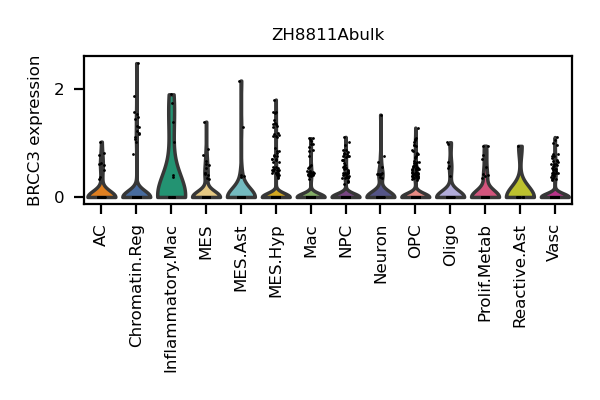 ZH8811Abulk
BRCC3 expression
2
0
AC
Chromatin.Reg
Inflammatory.Mac
MES
MES.Ast
MES.Hyp
Mac
NPC
Neuron
OPC
Oligo
Prolif.Metab
Reactive.Ast
Vasc